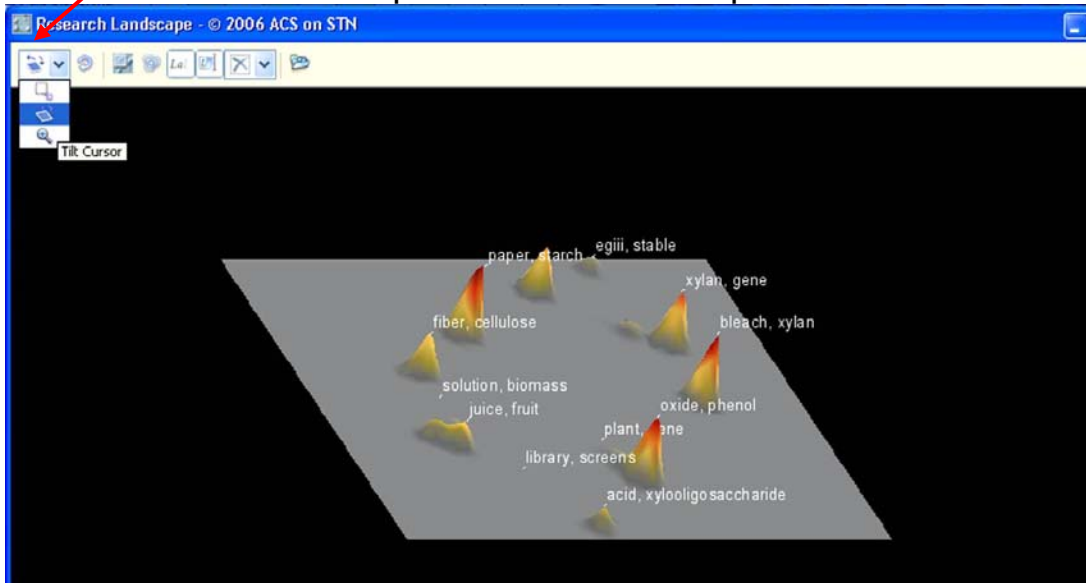 Research Landscape - © 2006 ACS on STN
Tilt Cursor
egiii, stable
paper, starch
xylan, gene
fiber, cellulose
bleach, xylan
solution, biomass
oxide, phenol
juice, fruit
plant, gene
library, screens
acid, xylooligosaccharide